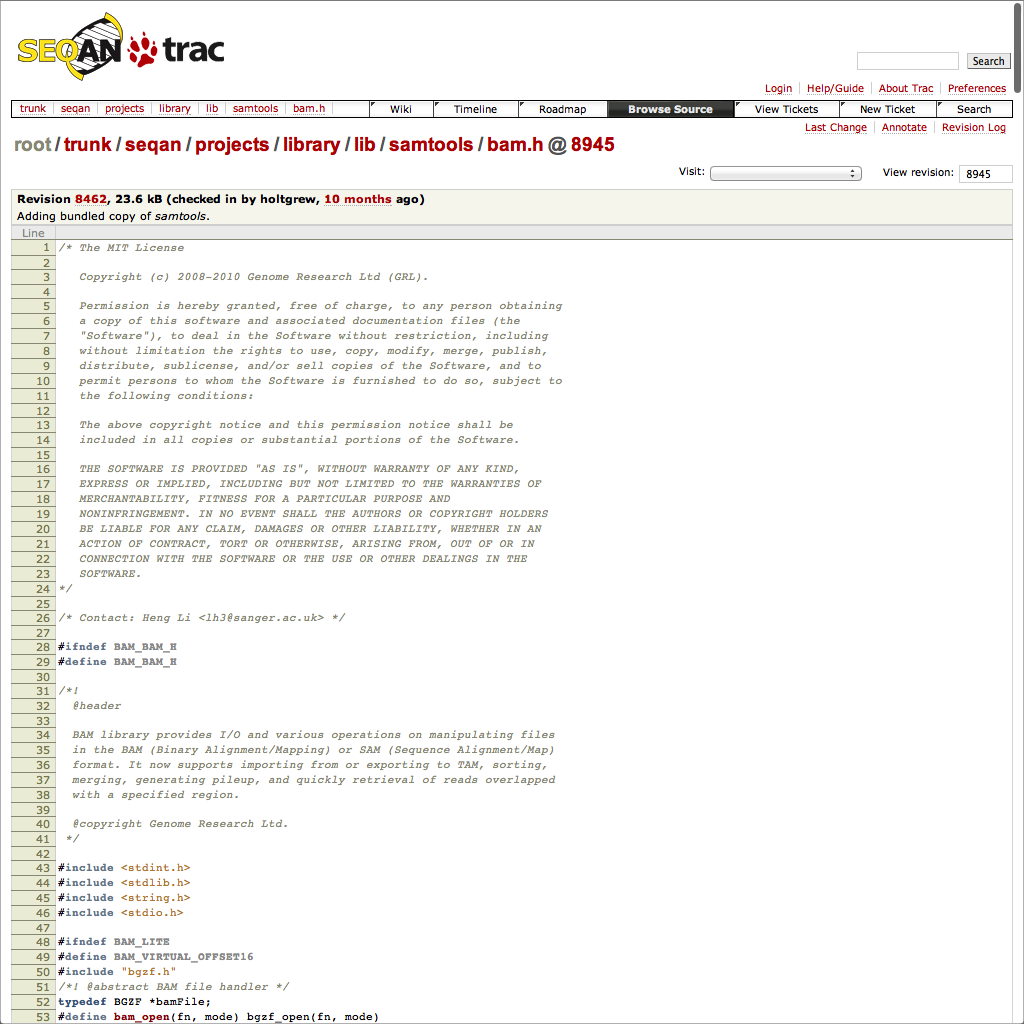 SEQAN trac
Search
Login Help/Guide About Trac Preferences
trunk seqan projects library lib samtools bam.h Wiki Timeline Roadmap Browse Source View Tickets New Ticket Search
Last Change Annotate Revision Log
root / trunk / seqan / projects / library / lib / samtools / bam.h @ 8945
Visit: View revision: 8945
Revision 8462, 23.6 kB (checked in by holtgrew, 10 months ago)
Adding bundled copy of samtools.
Line
1 /* The MIT License
2
3 Copyright (c) 2008-2010 Genome Research Ltd (GRL).
4
5 Permission is hereby granted, free of charge, to any person obtaining
6 a copy of this software and associated documentation files (the
7 "Software"), to deal in the Software without restriction, including
8 without limitation the rights to use, copy, modify, merge, publish,
9 distribute, sublicense, and/or sell copies of the Software, and to
10 permit persons to whom the Software is furnished to do so, subject to
11 the following conditions:
12
13 The above copyright notice and this permission notice shall be
14 included in all copies or substantial portions of the Software.
15
16 THE SOFTWARE IS PROVIDED "AS IS", WITHOUT WARRANTY OF ANY KIND,
17 EXPRESS OR IMPLIED, INCLUDING BUT NOT LIMITED TO THE WARRANTIES OF
18 MERCHANTABILITY, FITNESS FOR A PARTICULAR PURPOSE AND
19 NONINFRINGEMENT. IN NO EVENT SHALL THE AUTHORS OR COPYRIGHT HOLDERS
20 BE LIABLE FOR ANY CLAIM, DAMAGES OR OTHER LIABILITY, WHETHER IN AN
21 ACTION OF CONTRACT, TORT OR OTHERWISE, ARISING FROM, OUT OF OR IN
22 CONNECTION WITH THE SOFTWARE OR THE USE OR OTHER DEALINGS IN THE
23 SOFTWARE.
24 */
25
26 /* Contact: Heng Li <lh3@sanger.ac.uk> */
27
28 #ifndef BAM_BAM_H
29 #define BAM_BAM_H
30
31 /*!
32 @header
33
34 BAM library provides I/O and various operations on manipulating files
35 in the BAM (Binary Alignment/Mapping) or SAM (Sequence Alignment/Map)
36 format. It now supports importing from or exporting to TAM, sorting,
37 merging, generating pileup, and quickly retrieval of reads overlapped
38 with a specified region.
39
40 @copyright Genome Research Ltd.
41 */
42
43 #include <stdint.h>
44 #include <stdlib.h>
45 #include <string.h>
46 #include <stdio.h>
47
48 #ifndef BAM_LITE
49 #define BAM_VIRTUAL_OFFSET16
50 #include "bgzf.h"
51 /*! @abstract BAM file handler */
52 typedef BGZF *bamFile;
53 #define bam_open(fn, mode) bgzf_open(fn, mode)